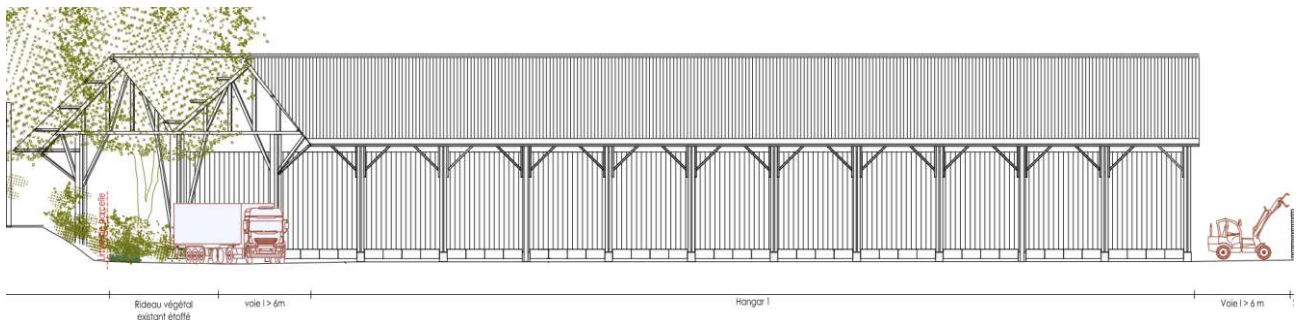 Rideau végétal
existant étoffé
voie l > 6m
Hangar 1
Voie l > 6 m